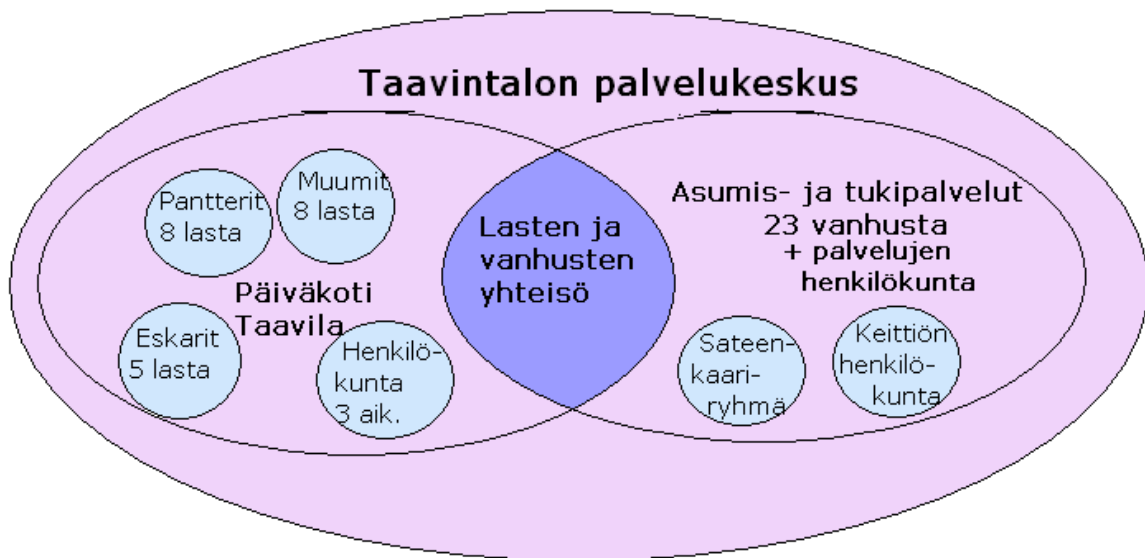 Taavintalon palvelukeskus
Pantterit
8 lasta
Muumit
8 lasta
Päiväkoti
Taavila
Eskarit
5 lasta
Henkilö-
kunta
3 aik.
Lasten ja
vanhusten
yhteisö
Asumis- ja tukipalvelut
23 vanhusta
+ palvelujen
henkilökunta
Sateen-
kaari-
ryhmä
Keittiön
henkilö-
kunta